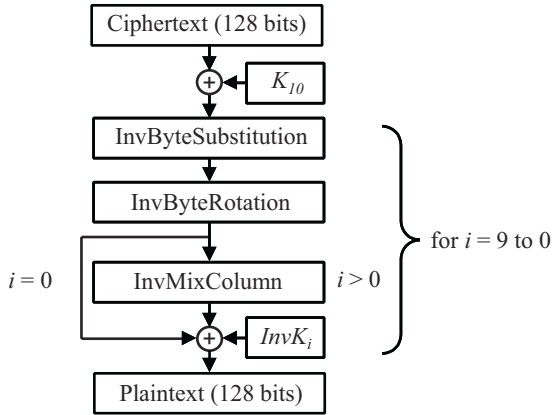 Ciphertext (128 bits)
+
K10
InvByteSubstitution
InvByteRotation
for i = 9 to 0
i = 0
InvMixColumn
i > 0
+
InvKi
Plaintext (128 bits)